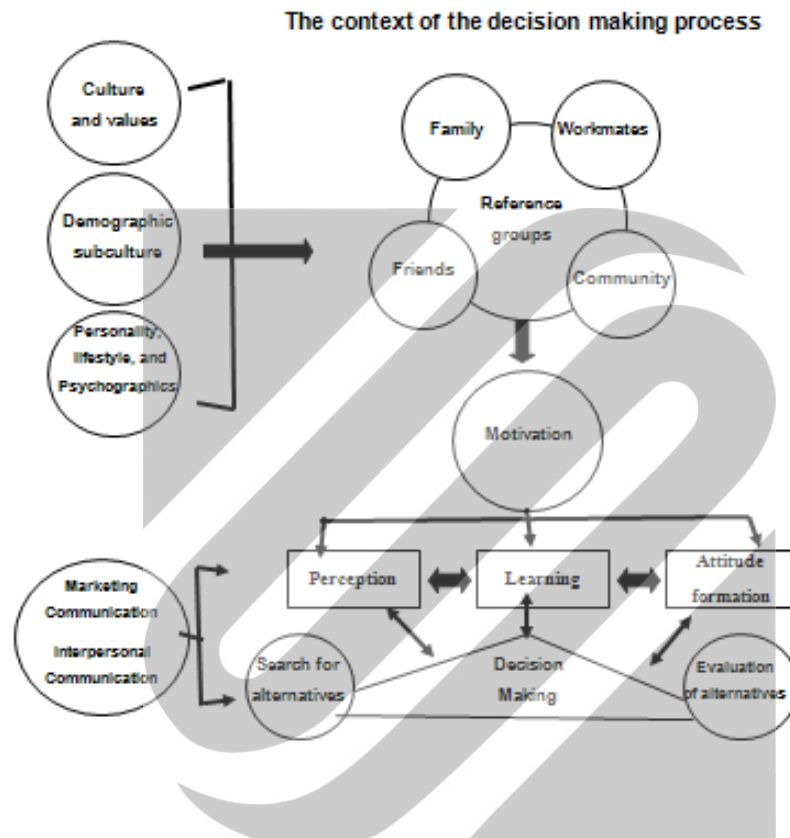 The context of the decision making process
Culture
and values
Demographic
subculture
Personality,
lifestyle, and
Psychographics
Family
Workmates
Reference
groups
Friends
Community
Motivation
Perception
Learning
Attitude
formation
Marketing
Communication
Interpersonal
Communication
Search for
alternatives
Decision
Making
Evaluation
of alternatives